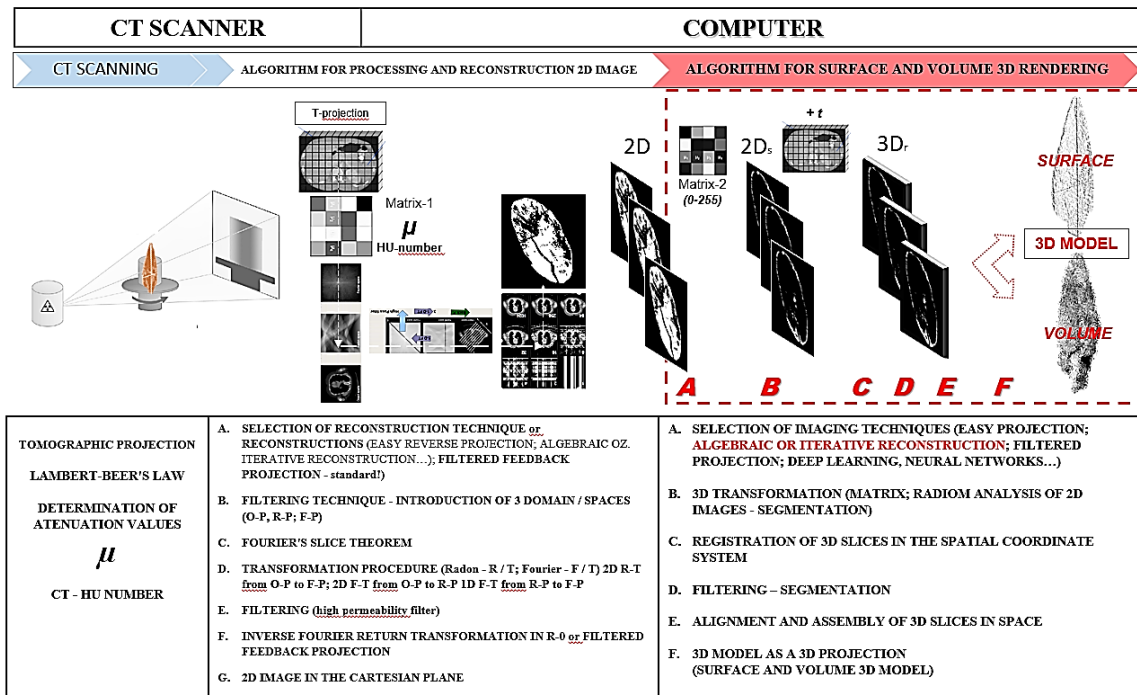 CT SCANNER
COMPUTER
CT SCANNING
ALGORITHM FOR PROCESSING AND RECONSTRUCTION 2D IMAGE
ALGORITHM FOR SURFACE AND VOLUME 3D RENDERING
T-projection
Matrix-1
μ
HU-number
2D
Matrix-2
(0-255)
2Ds
+ t
3Dr
SURFACE
3D MODEL
VOLUME
A
B
C
D
E
F
TOMOGRAPHIC PROJECTION
LAMBERT-BEER'S LAW
DETERMINATION OF
ATENUATION VALUES
μ
CT - HU NUMBER
A. SELECTION OF RECONSTRUCTION TECHNIQUE or
RECONSTRUCTIONS (EASY REVERSE PROJECTION; ALGEBRAIC OZ.
ITERATIVE RECONSTRUCTION...); FILTERED FEEDBACK
PROJECTION - standard!)
B. FILTERING TECHNIQUE - INTRODUCTION OF 3 DOMAIN / SPACES
(O-P, R-P; F-P)
C. FOURIER'S SLICE THEOREM
D. TRANSFORMATION PROCEDURE (Radon - R / T; Fourier - F / T) 2D R-T
from O-P to F-P; 2D F-T from O-P to R-P 1D F-T from R-P to F-P
E. FILTERING (high permeability filter)
F. INVERSE FOURIER RETURN TRANSFORMATION IN R-0 or FILTERED
FEEDBACK PROJECTION
G. 2D IMAGE IN THE CARTESIAN PLANE
A. SELECTION OF IMAGING TECHNIQUES (EASY PROJECTION;
ALGEBRAIC OR ITERATIVE RECONSTRUCTION; FILTERED
PROJECTION; DEEP LEARNING, NEURAL NETWORKS...)
B. 3D TRANSFORMATION (MATRIX; RADIOM ANALYSIS OF 2D
IMAGES - SEGMENTATION)
C. REGISTRATION OF 3D SLICES IN THE SPATIAL COORDINATE
SYSTEM
D. FILTERING – SEGMENTATION
E. ALIGNMENT AND ASSEMBLY OF 3D SLICES IN SPACE
F. 3D MODEL AS A 3D PROJECTION
(SURFACE AND VOLUME 3D MODEL)